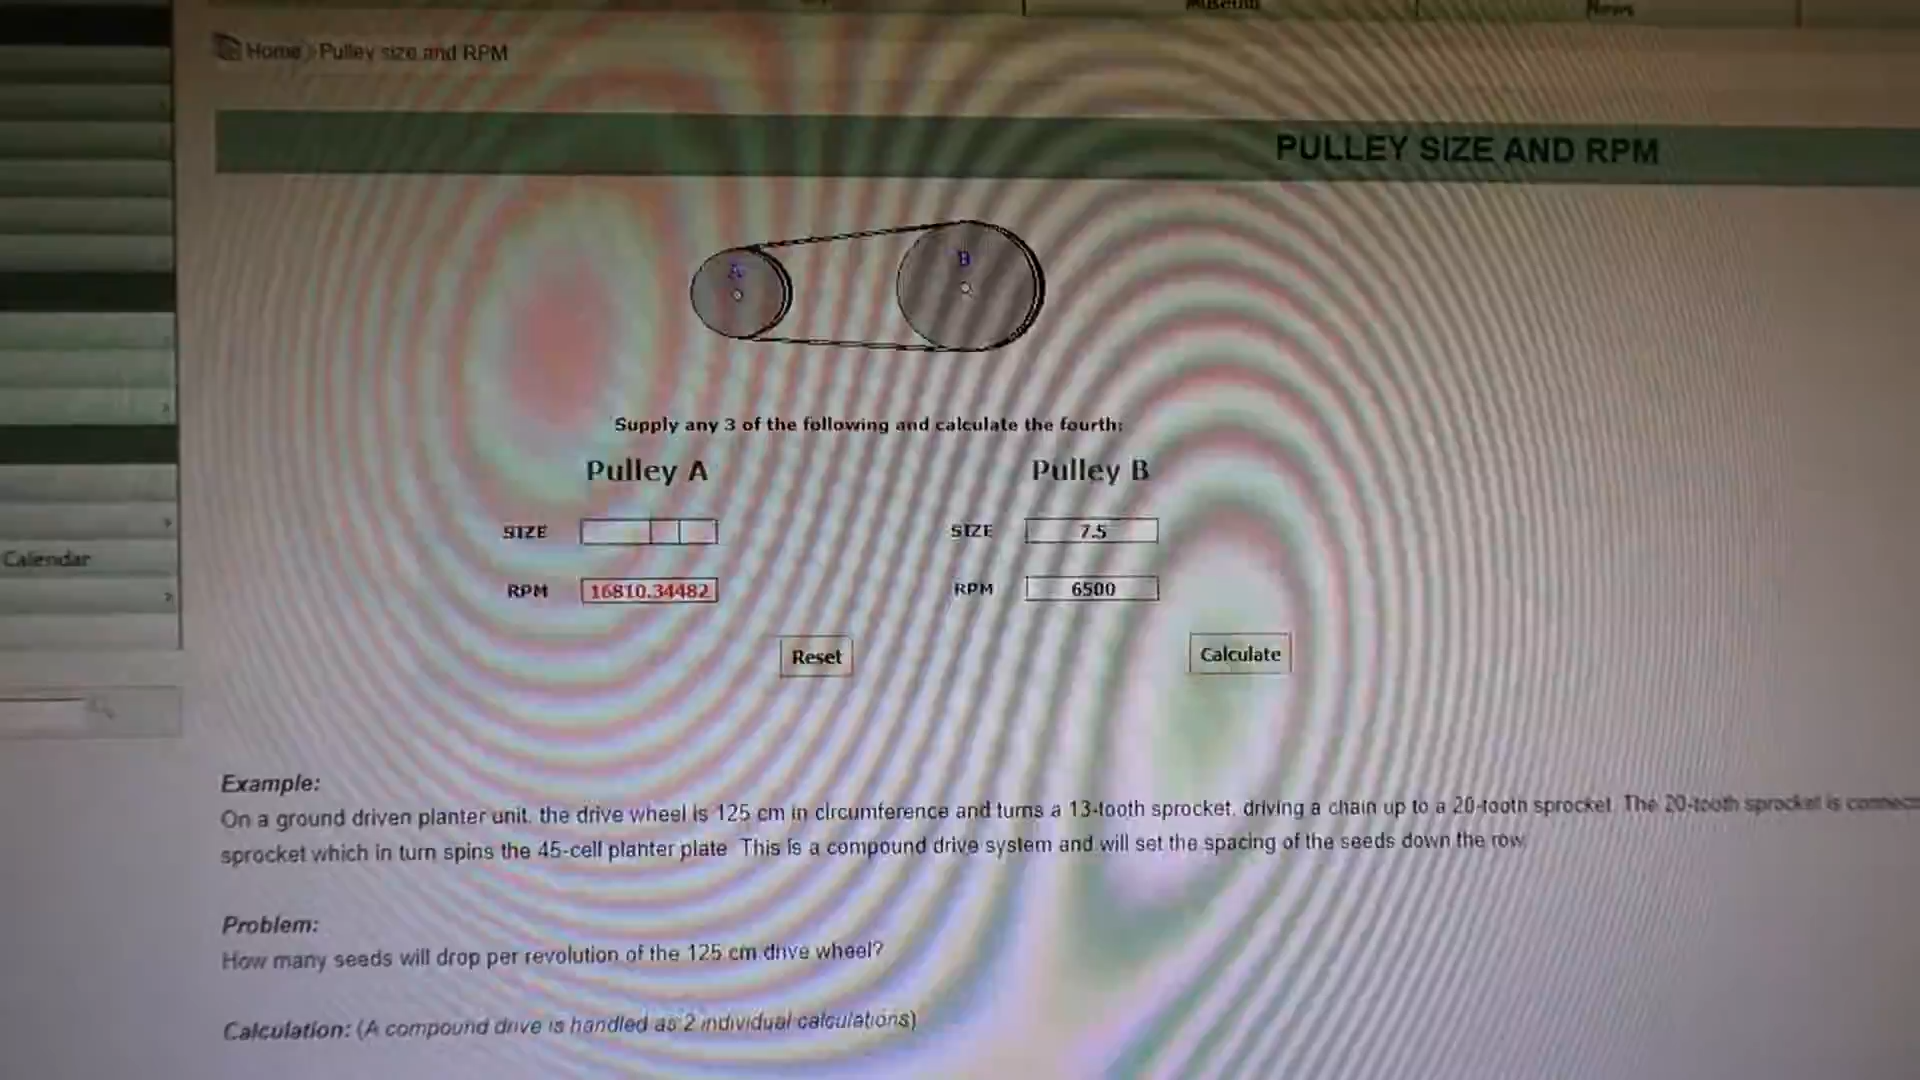 Museum
News
Home » Pulley size and RPM
PULLEY SIZE AND RPM
A
B
Supply any 3 of the following and calculate the fourth:
Pulley A Pulley B
SIZE SIZE 7.5
RPM 16810.34482 RPM 6500
Reset Calculate
Calendar
Example:
On a ground driven planter unit, the drive wheel is 125 cm in circumference and turns a 13-tooth sprocket, driving a chain up to a 20-tooth sprocket. The 20-tooth sprocket is
sprocket which in turn spins the 45-cell planter plate. This is a compound drive system and will set the spacing of the seeds down the row.
Problem:
How many seeds will drop per revolution of the 125 cm drive wheel?
Calculation: (A compound drive is handled as 2 individual calculations)